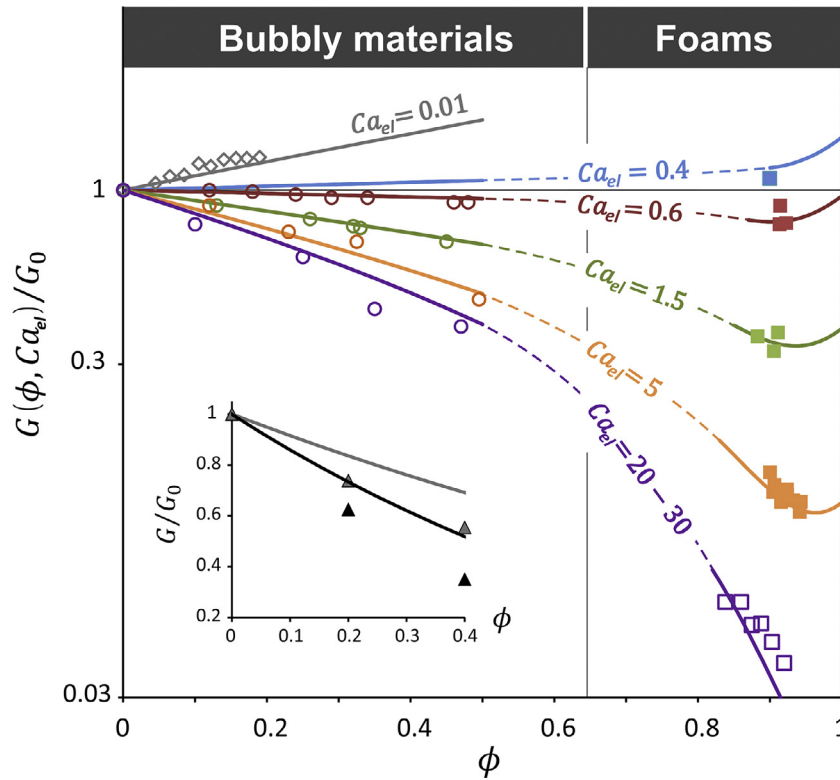 Bubbly materials
Foams
Ca_el = 0.01
Ca_el = 0.4
Ca_el = 0.6
Ca_el = 1.5
Ca_el = 5
Ca_el = 20 - 30
G(ϕ, Ca_el)/G_0
1
0.3
0.03
0
0.2
0.4
0.6
0.8
1
ϕ
G/G_0
1
0.8
0.6
0.4
0.2
0
0.1
0.2
0.3
0.4
ϕ